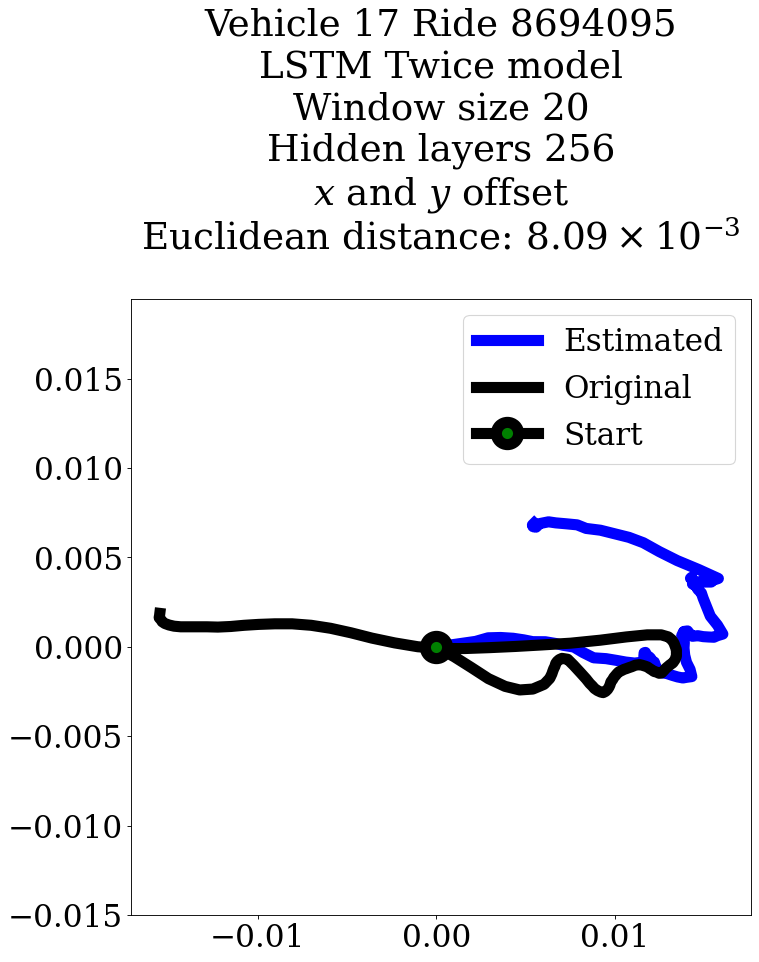 Vehicle 17 Ride 8694095
LSTM Twice model
Window size 20
Hidden layers 256
x and y offset
Euclidean distance: 8.09 × 10⁻³
Estimated
Original
Start
0.015
0.010
0.005
0.000
−0.005
−0.010
−0.015
−0.01 0.00 0.01